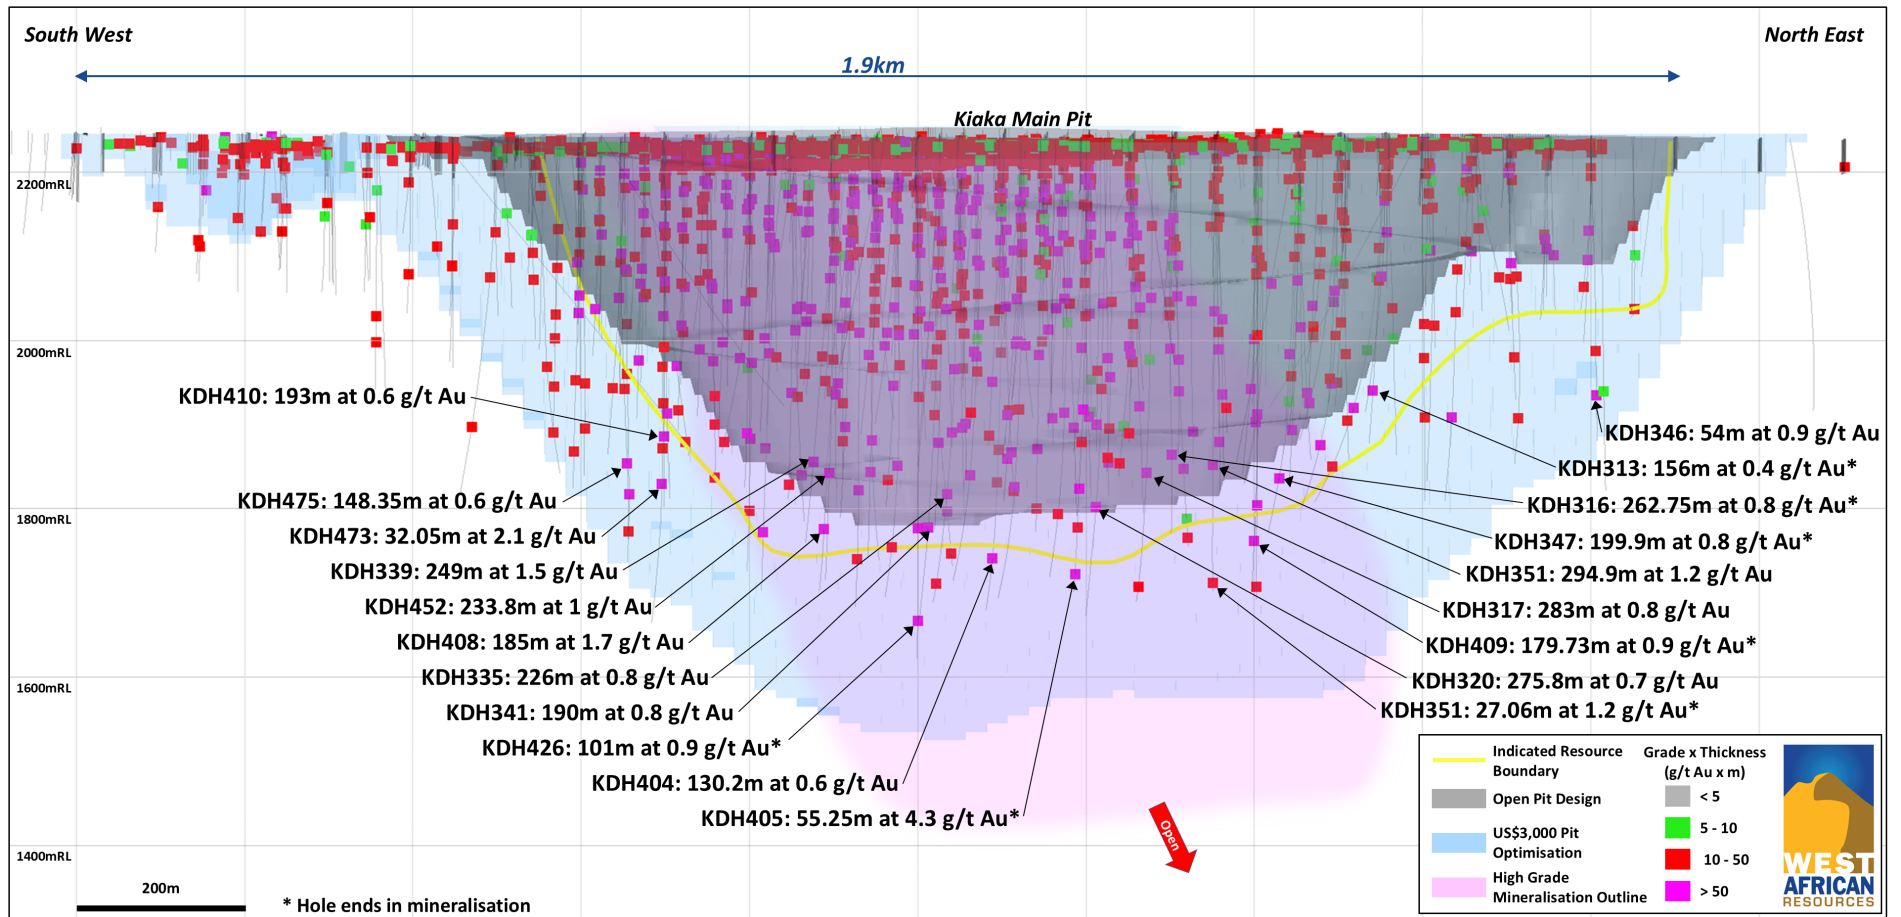 South West
North East
1.9km
Kiaka Main Pit
2200mRL
2000mRL
KDH410: 193m at 0.6 g/t Au
KDH346: 54m at 0.9 g/t Au
KDH313: 156m at 0.4 g/t Au*
KDH475: 148.35m at 0.6 g/t Au
KDH316: 262.75m at 0.8 g/t Au*
1800mRL
KDH473: 32.05m at 2.1 g/t Au
KDH347: 199.9m at 0.8 g/t Au*
KDH339: 249m at 1.5 g/t Au
KDH351: 294.9m at 1.2 g/t Au
KDH452: 233.8m at 1 g/t Au
KDH317: 283m at 0.8 g/t Au
KDH408: 185m at 1.7 g/t Au
KDH409: 179.73m at 0.9 g/t Au*
KDH335: 226m at 0.8 g/t Au
KDH320: 275.8m at 0.7 g/t Au
1600mRL
KDH341: 190m at 0.8 g/t Au
KDH351: 27.06m at 1.2 g/t Au*
KDH426: 101m at 0.9 g/t Au*
KDH404: 130.2m at 0.6 g/t Au
KDH405: 55.25m at 4.3 g/t Au*
Open
1400mRL
200m
* Hole ends in mineralisation
Indicated Resource
Boundary
Open Pit Design
US$3,000 Pit
Optimisation
High Grade
Mineralisation Outline
Grade x Thickness
(g/t Au x m)
< 5
5 - 10
10 - 50
> 50
WEST
AFRICAN
RESOURCES